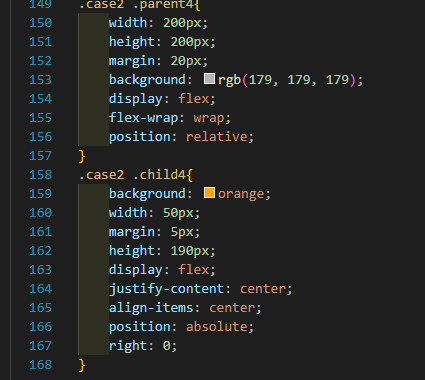 149 .case2 .parent4{
150 width: 200px;
151 height: 200px;
152 margin: 20px;
153 background: rgb(179, 179, 179);
154 display: flex;
155 flex-wrap: wrap;
156 position: relative;
157 }
158 .case2 .child4{
159 background: orange;
160 width: 50px;
161 margin: 5px;
162 height: 190px;
163 display: flex;
164 justify-content: center;
165 align-items: center;
166 position: absolute;
167 right: 0;
168 }